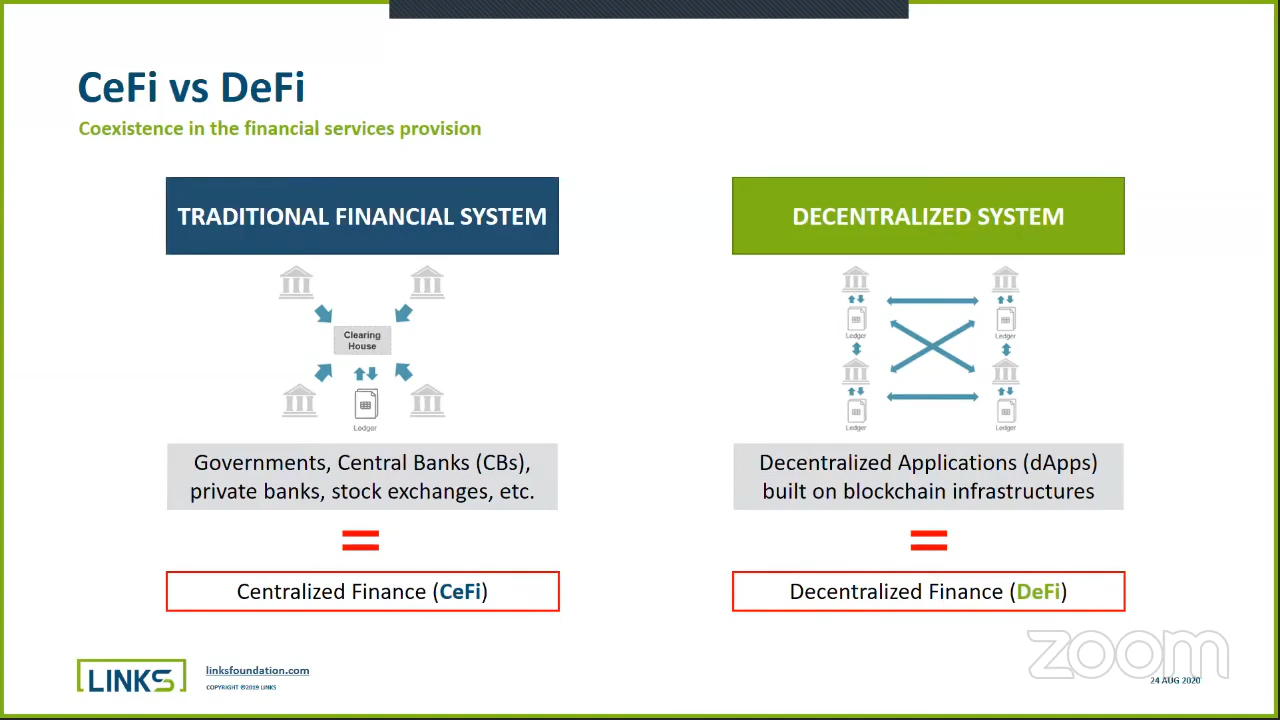 CeFi vs DeFi
Coexistence in the financial services provision
TRADITIONAL FINANCIAL SYSTEM
Clearing
House
Ledger
Governments, Central Banks (CBs),
private banks, stock exchanges, etc.
=
Centralized Finance (CeFi)
DECENTRALIZED SYSTEM
Ledger
Ledger
Ledger
Ledger
Decentralized Applications (dApps)
built on blockchain infrastructures
=
Decentralized Finance (DeFi)
LINKS
linksfoundation.com
COPYRIGHT ©2019 LINKS
zoom
24 AUG 2020